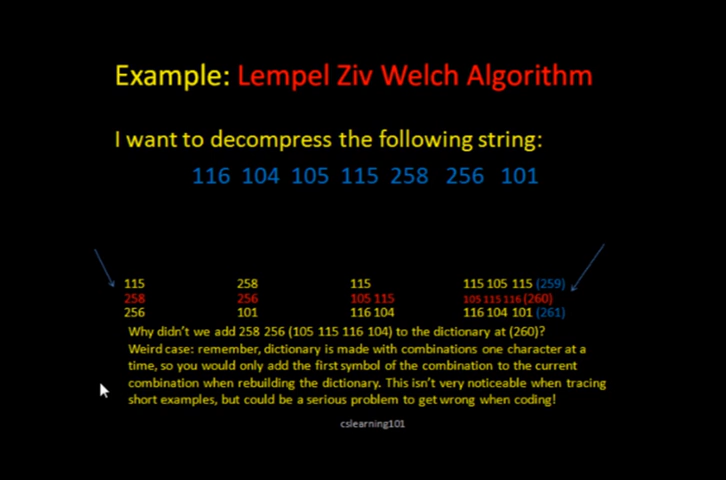 Example: Lempel Ziv Welch Algorithm
I want to decompress the following string:
116 104 105 115 258 256 101
115 258 115 115 105 115 (259)
258 256 105 115 105 115 116 (260)
256 101 116 104 116 104 101 (261)
Why didn't we add 258 256 (105 115 116 104) to the dictionary at (260)?
Weird case: remember, dictionary is made with combinations one character at a
time, so you would only add the first symbol of the combination to the current
combination when rebuilding the dictionary. This isn't very noticeable when tracing
short examples, but could be a serious problem to get wrong when coding!
cslearning101